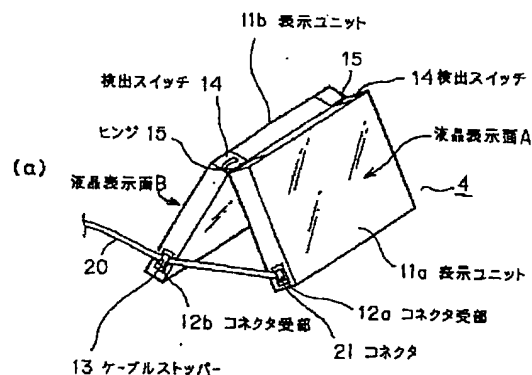 11b 表示ユニット
検出スイッチ 14
15
14 検出スイッチ
ヒンジ 15
(a)
液晶表示面B
液晶表示面A
4
20
11a 表示ユニット
12b コネクタ受部
12a コネクタ受部
13 ケーブルストッパー
21 コネクタ